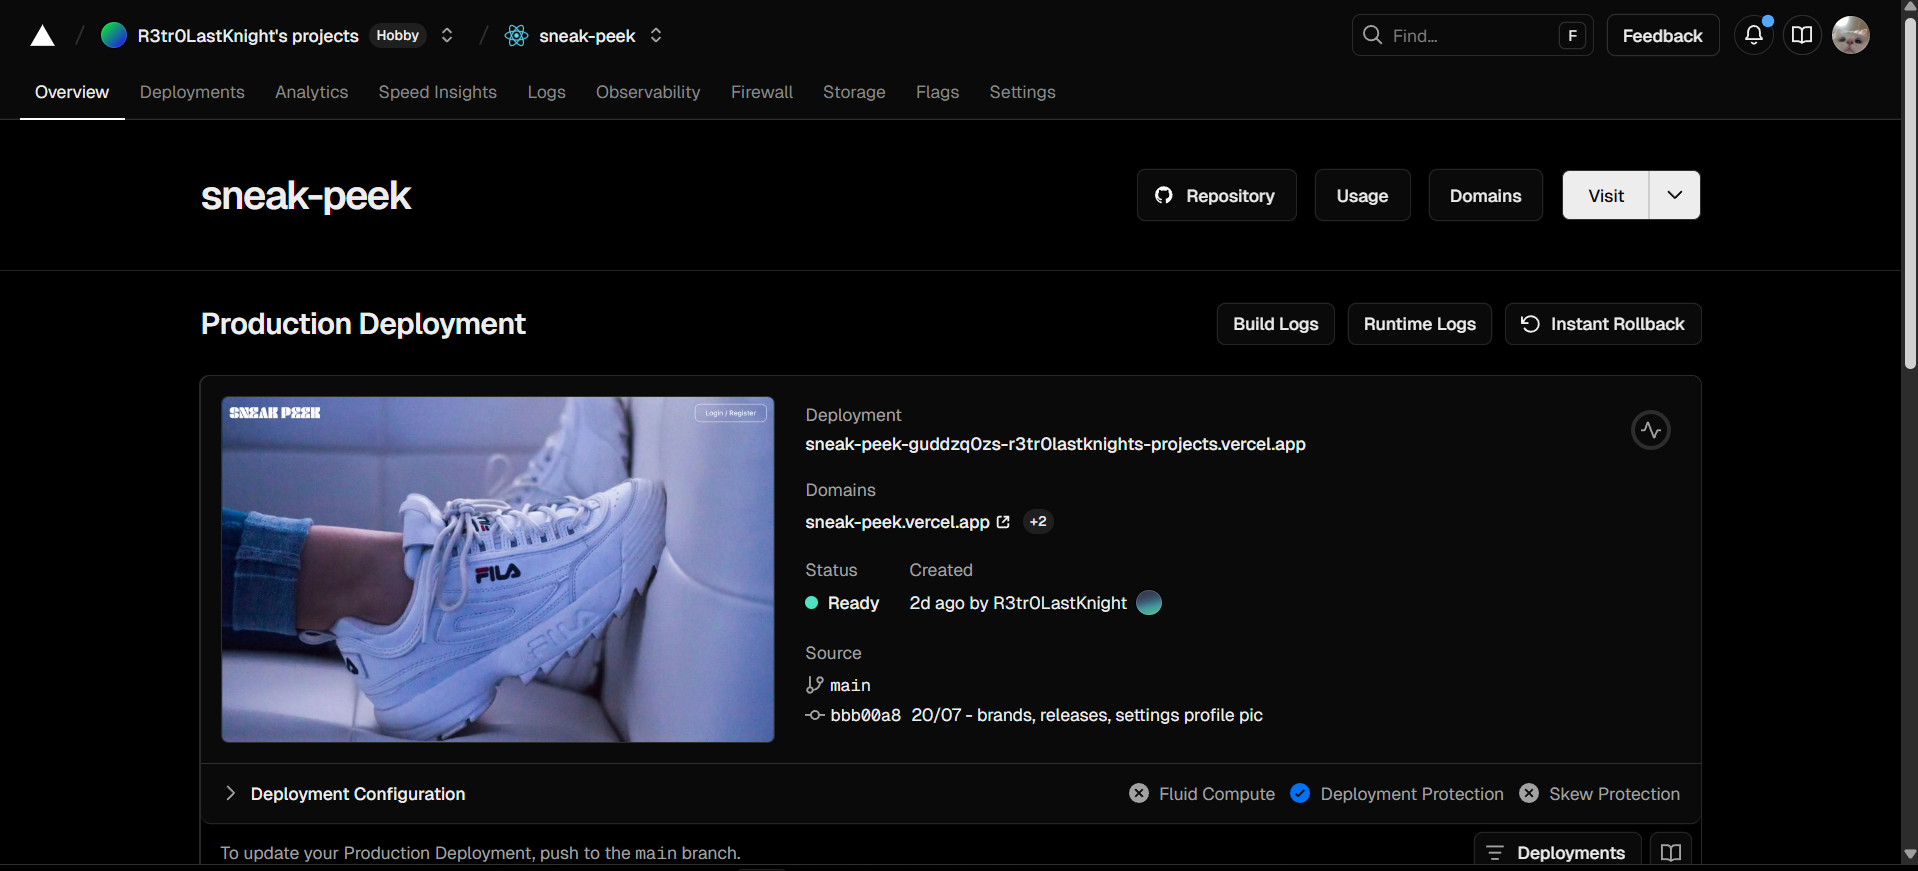 R3tr0LastKnight's projects Hobby sneak-peek Find... F Feedback
Overview Deployments Analytics Speed Insights Logs Observability Firewall Storage Flags Settings
sneak-peek Repository Usage Domains Visit
Production Deployment Build Logs Runtime Logs Instant Rollback
SNEAK PEEK Login / Register
FILA
FILA
Deployment
sneak-peek-guddzq0zs-r3tr0lastknights-projects.vercel.app
Domains
sneak-peek.vercel.app +2
Status Created
Ready 2d ago by R3tr0LastKnight
Source
main
bbb00a8 20/07 - brands, releases, settings profile pic
Deployment Configuration Fluid Compute Deployment Protection Skew Protection
To update your Production Deployment, push to the main branch. Deployments